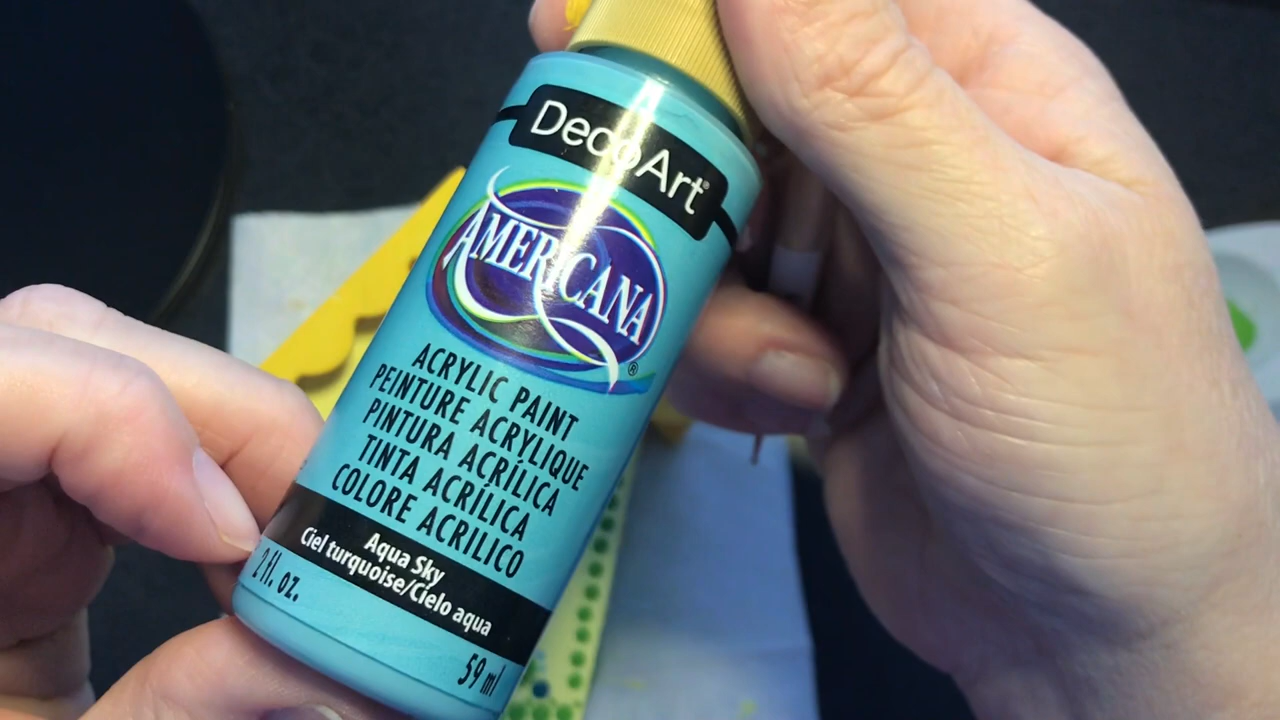 DecoArt®
AMERICANA®
ACRYLIC PAINT
PEINTURE ACRYLIQUE
PINTURA ACRÍLICA
TINTA ACRÍLICA
COLORE ACRILICO
Aqua Sky
Ciel turquoise/Cielo aqua
2 fl. oz.
59 ml